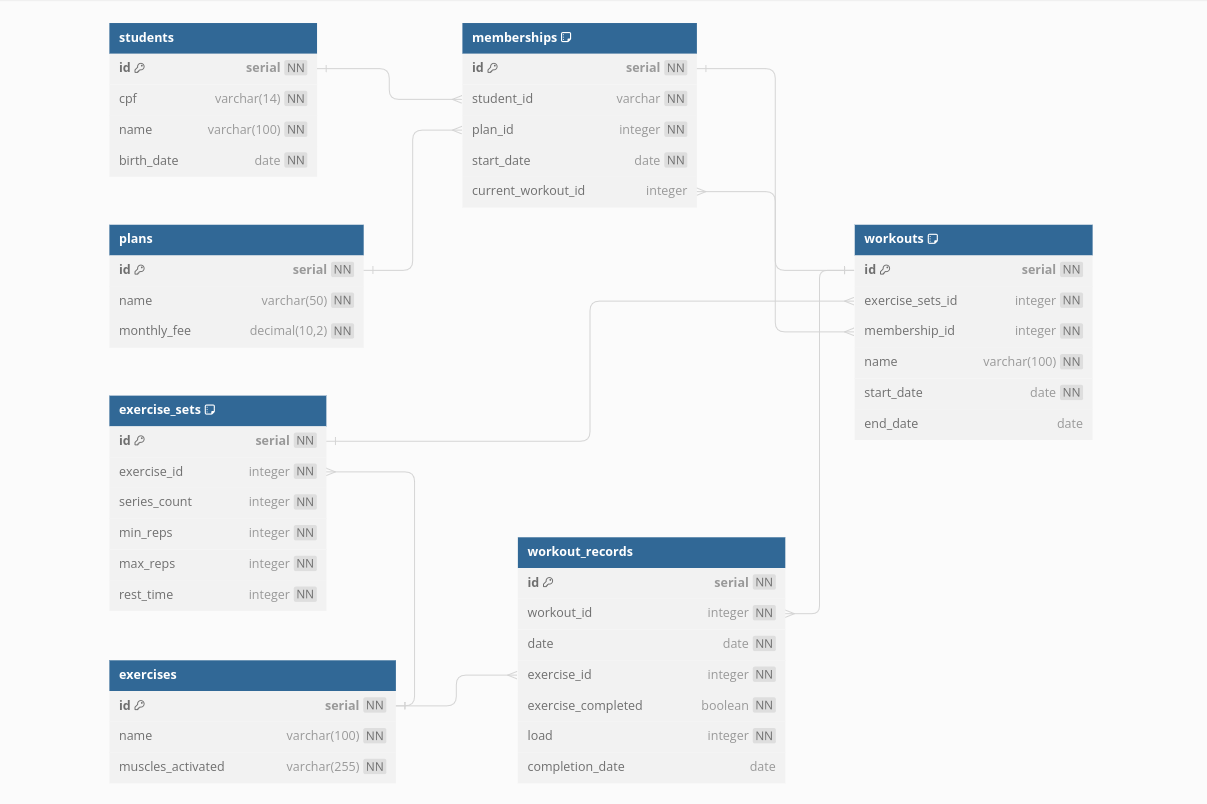 students
id serial NN
cpf varchar(14) NN
name varchar(100) NN
birth_date date NN
memberships
id serial NN
student_id varchar NN
plan_id integer NN
start_date date NN
current_workout_id integer
plans
id serial NN
name varchar(50) NN
monthly_fee decimal(10,2) NN
workouts
id serial NN
exercise_sets_id integer NN
membership_id integer NN
name varchar(100) NN
start_date date NN
end_date date
exercise_sets
id serial NN
exercise_id integer NN
series_count integer NN
min_reps integer NN
max_reps integer NN
rest_time integer NN
workout_records
id serial NN
workout_id integer NN
date date NN
exercise_id integer NN
exercise_completed boolean NN
load integer NN
completion_date date
exercises
id serial NN
name varchar(100) NN
muscles_activated varchar(255) NN